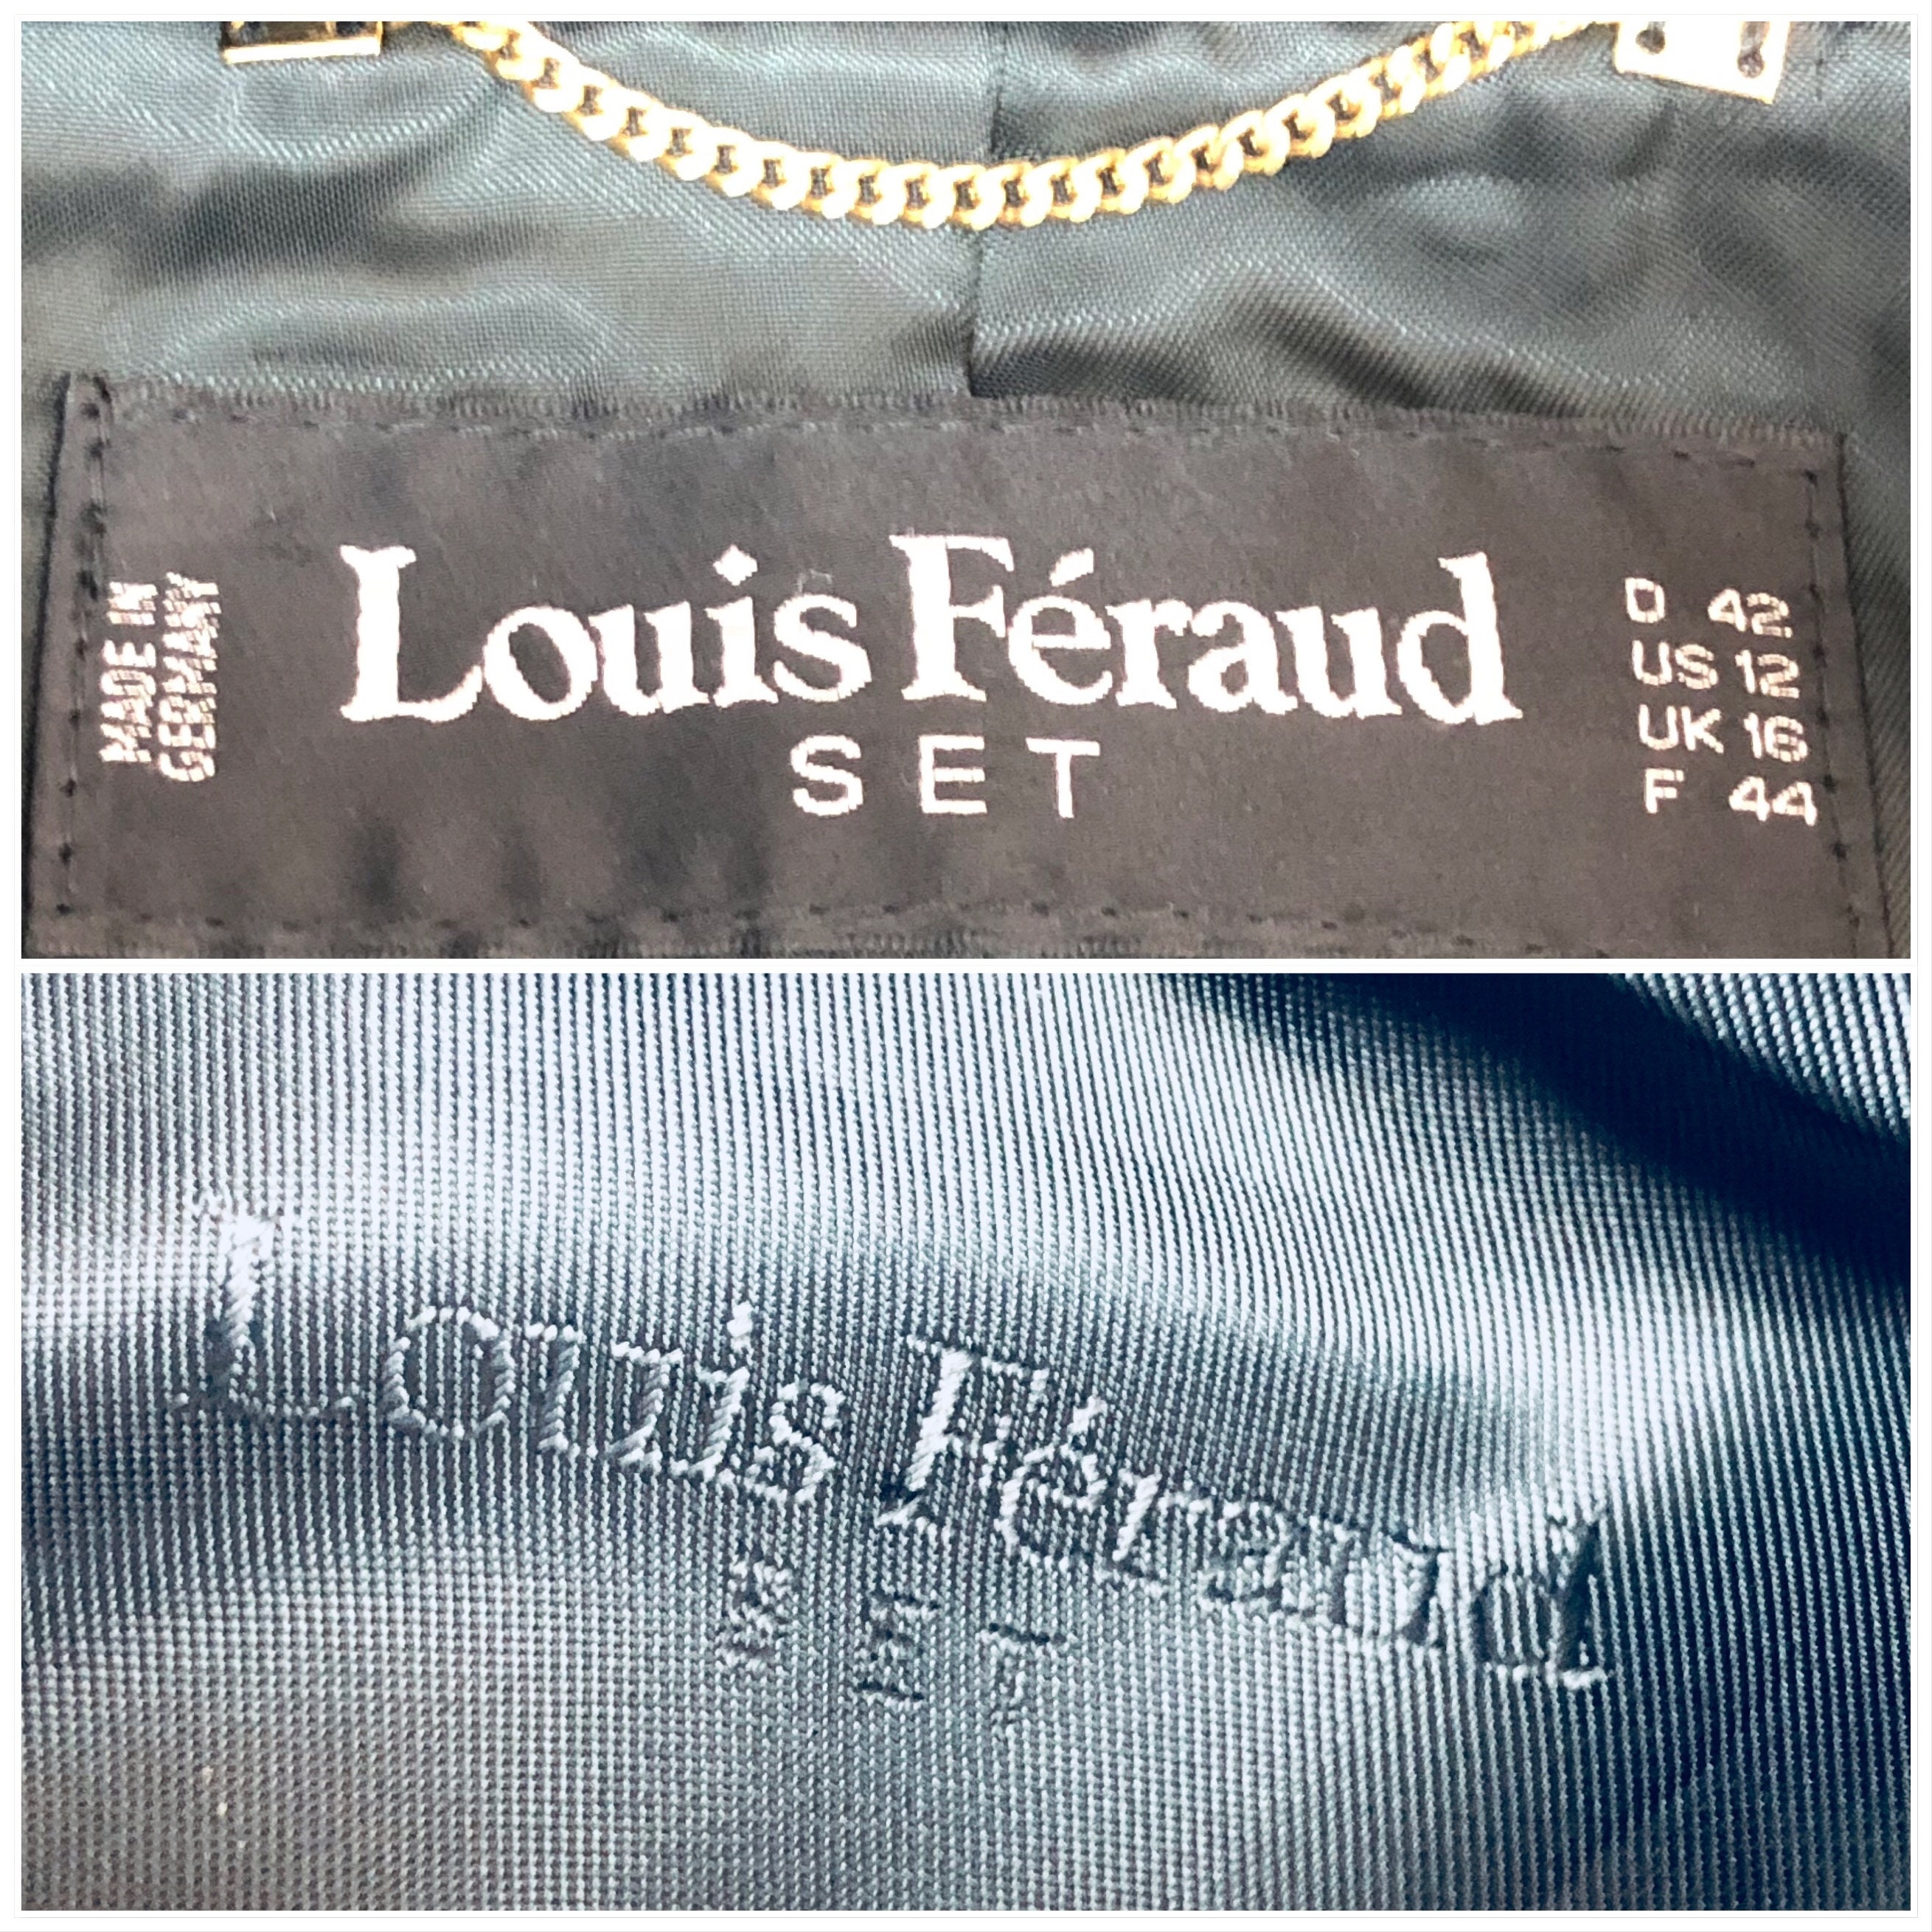 MADE IN
GERMANY
Louis Féraud
SET
D 42
US 12
UK 16
F 44
Louis Féraud
SET